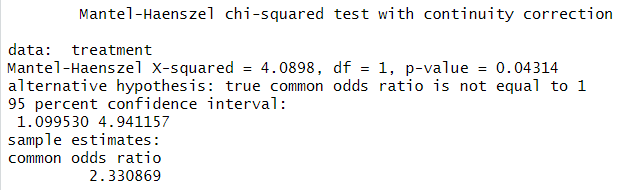 Mantel-Haenszel chi-squared test with continuity correction
data:  treatment
Mantel-Haenszel X-squared = 4.0898, df = 1, p-value = 0.04314
alternative hypothesis: true common odds ratio is not equal to 1
95 percent confidence interval:
1.099530 4.941157
sample estimates:
common odds ratio
2.330869